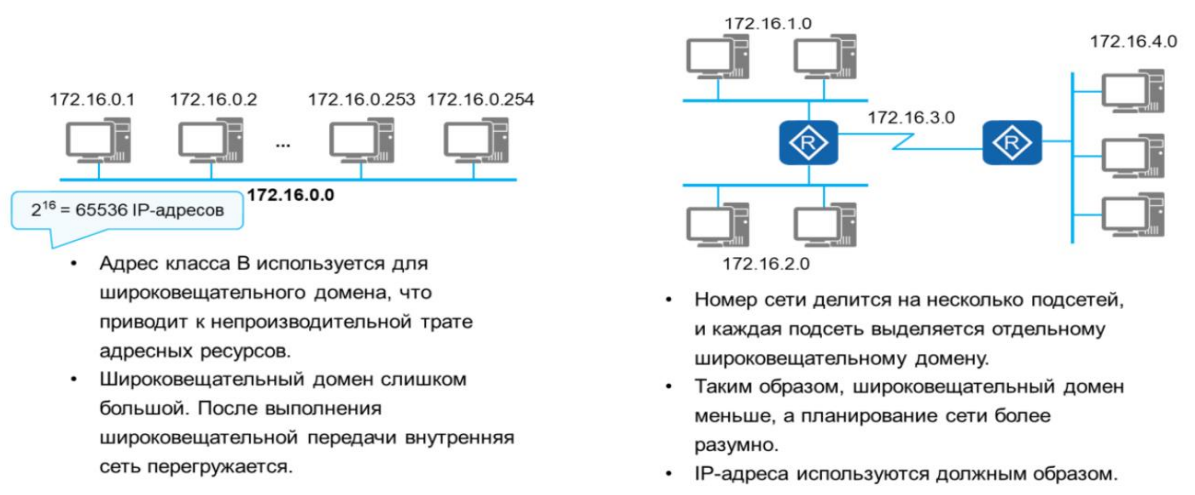 172.16.0.1
172.16.0.2
...
172.16.0.253
172.16.0.254
172.16.0.0
2¹⁶ = 65536 IP-адресов
• Адрес класса B используется для
широковещательного домена, что
приводит к непроизводительной трате
адресных ресурсов.
• Широковещательный домен слишком
большой. После выполнения
широковещательной передачи внутренняя
сеть перегружается.
172.16.1.0
172.16.4.0
172.16.3.0
R
R
172.16.2.0
• Номер сети делится на несколько подсетей,
и каждая подсеть выделяется отдельному
широковещательному домену.
• Таким образом, широковещательный домен
меньше, а планирование сети более
разумно.
• IP-адреса используются должным образом.